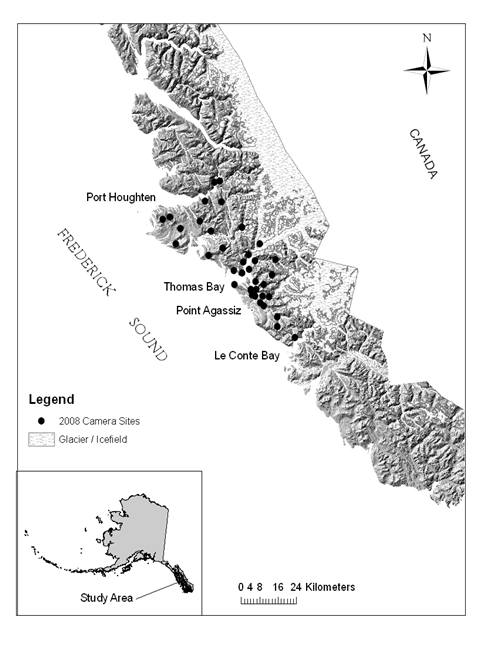 N
CANADA
Port Houghten
FREDERICK
SOUND
Thomas Bay
Point Agassiz
Le Conte Bay
Legend
2008 Camera Sites
Glacier / Icefield
Study Area
0 4 8 16 24 Kilometers